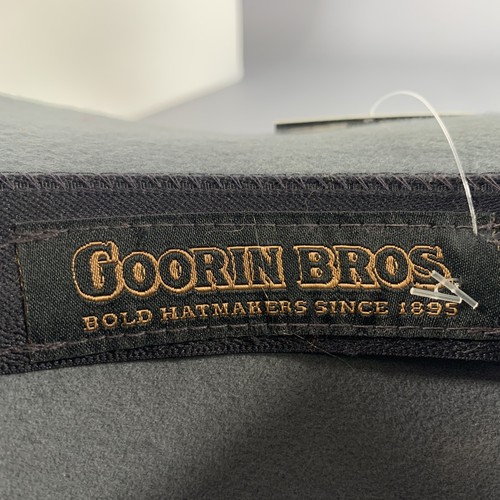 GOORIN BROS.
BOLD HATMAKERS SINCE 1895